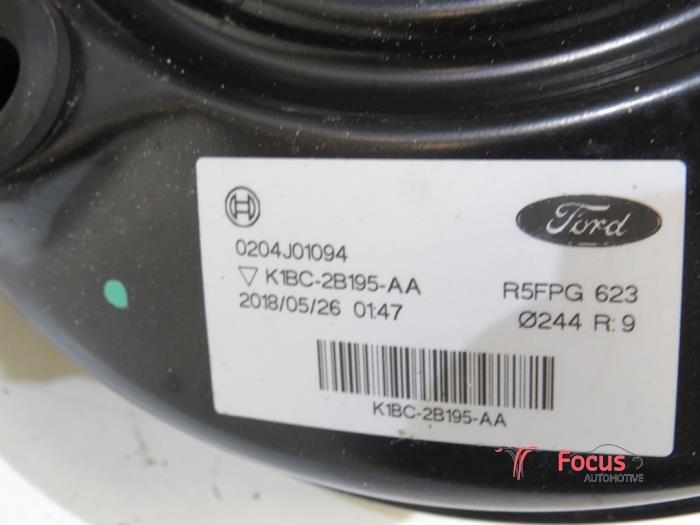 0204J01094
▽ K1BC-2B195-AA
2018/05/26 01:47
Ford
R5FPG 623
Ø244 R:9
K1BC-2B195-AA
Focus
AUTOMOTIVE